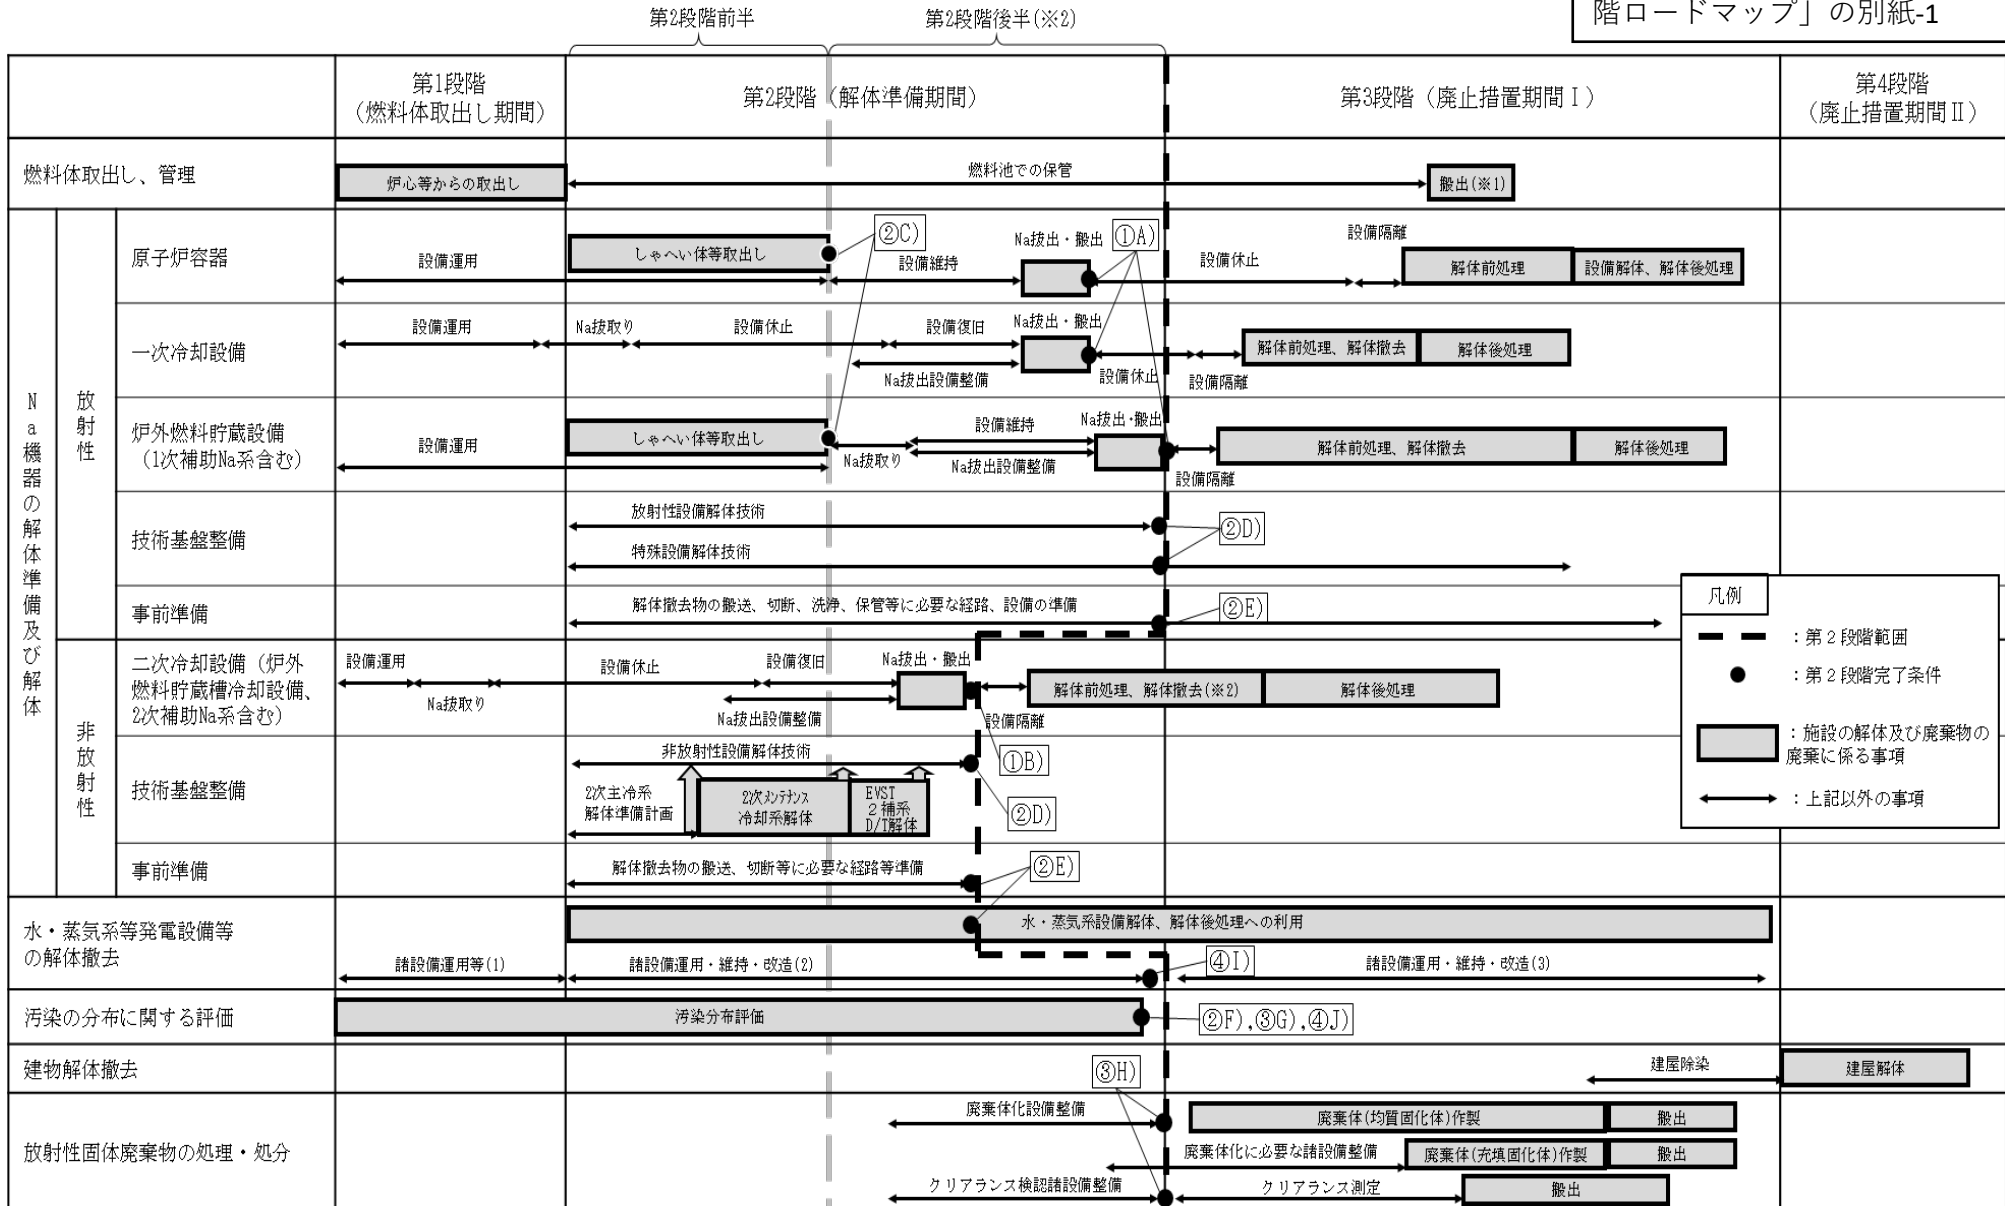 階ロードマップ」の別紙-1
第2段階前半
第2段階後半(※2)
第1段階
(燃料体取出し期間)
第2段階 (解体準備期間)
第3段階 (廃止措置期間Ⅰ)
第4段階
(廃止措置期間Ⅱ)
燃料体取出し、管理
炉心等からの取出し
燃料池での保管
搬出(※1)
Na機器の解体準備及び解体
放射性
原子炉容器
設備運用
しゃへい体等取出し
②C)
設備維持
Na抜出・搬出
①A)
設備休止
設備隔離
解体前処理
設備解体、解体後処理
一次冷却設備
設備運用
Na抜取り
設備休止
設備復旧
Na抜出設備整備
Na抜出・搬出
設備休止
設備隔離
解体前処理、解体撤去
解体後処理
炉外燃料貯蔵設備
(1次補助Na系含む)
設備運用
しゃへい体等取出し
Na抜取り
設備維持
Na抜出設備整備
Na抜出・搬出
設備隔離
解体前処理、解体撤去
解体後処理
技術基盤整備
放射性設備解体技術
特殊設備解体技術
②D)
事前準備
解体撤去物の搬送、切断、洗浄、保管等に必要な経路、設備の準備
②E)
非放射性
二次冷却設備（炉外
燃料貯蔵槽冷却設備、
2次補助Na系含む)
設備運用
Na抜取り
設備休止
設備復旧
Na抜出設備整備
Na抜出・搬出
設備隔離
解体前処理、解体撤去(※2)
解体後処理
①B)
技術基盤整備
非放射性設備解体技術
2次主冷系
解体準備計画
2次メンテナンス
冷却系解体
EVST
2補系
D/T解体
②D)
事前準備
解体撤去物の搬送、切断等に必要な経路等準備
②E)
水・蒸気系等発電設備等
の解体撤去
水・蒸気系設備解体、解体後処理への利用
諸設備運用等(1)
諸設備運用・維持・改造(2)
④I)
諸設備運用・維持・改造(3)
汚染の分布に関する評価
汚染分布評価
②F),③G),④J)
建物解体撤去
建屋除染
建屋解体
放射性固体廃棄物の処理・処分
③H)
廃棄体化設備整備
廃棄体(均質固化体)作製
搬出
廃棄体化に必要な諸設備整備
廃棄体(充填固化体)作製
搬出
クリアランス検認諸設備整備
クリアランス測定
搬出
凡例
：第２段階範囲
：第２段階完了条件
：施設の解体及び廃棄物の
廃棄に係る事項
：上記以外の事項